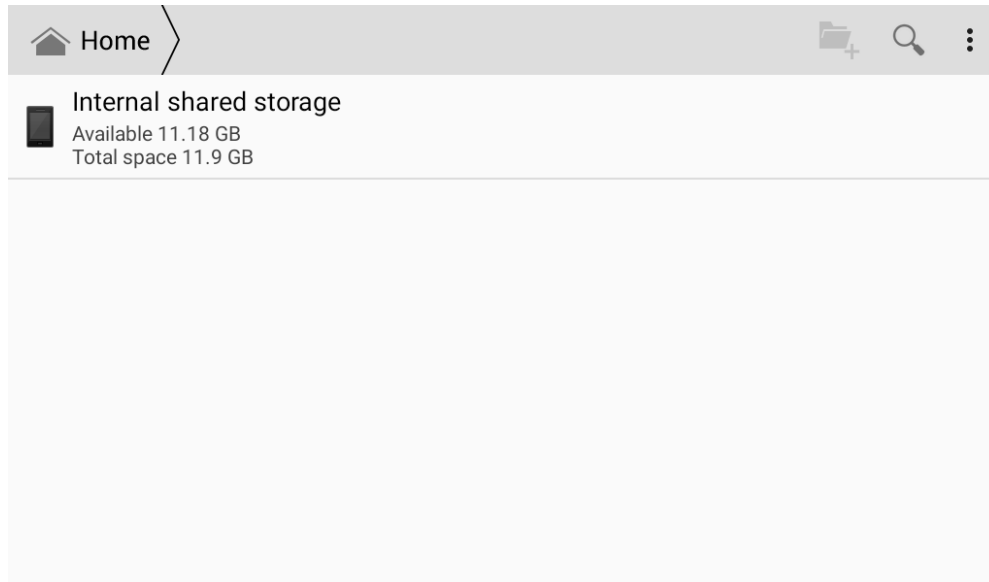 Home
Internal shared storage
Available 11.18 GB
Total space 11.9 GB